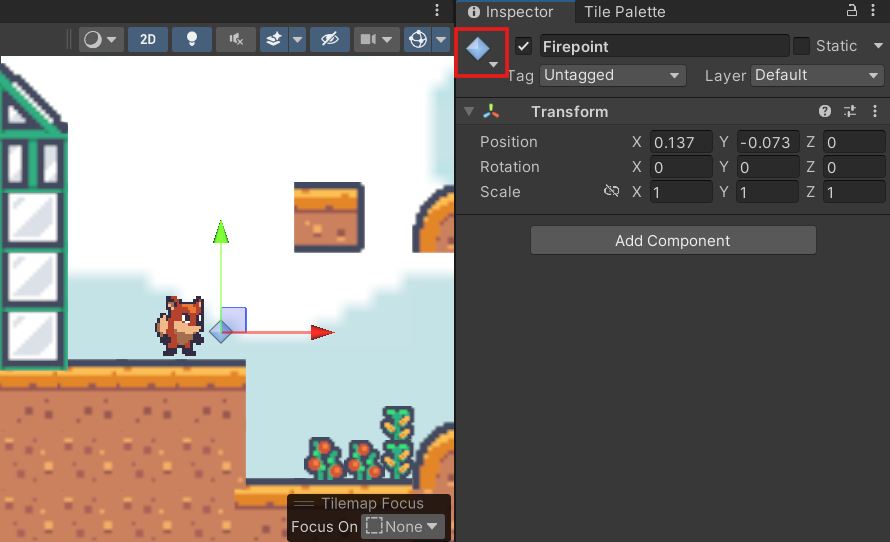 Inspector
Tile Palette
2D
Firepoint
Static
Tag Untagged Layer Default
Transform
Position X 0.137 Y -0.073 Z 0
Rotation X 0 Y 0 Z 0
Scale X 1 Y 1 Z 1
Add Component
Tilemap Focus
Focus On None